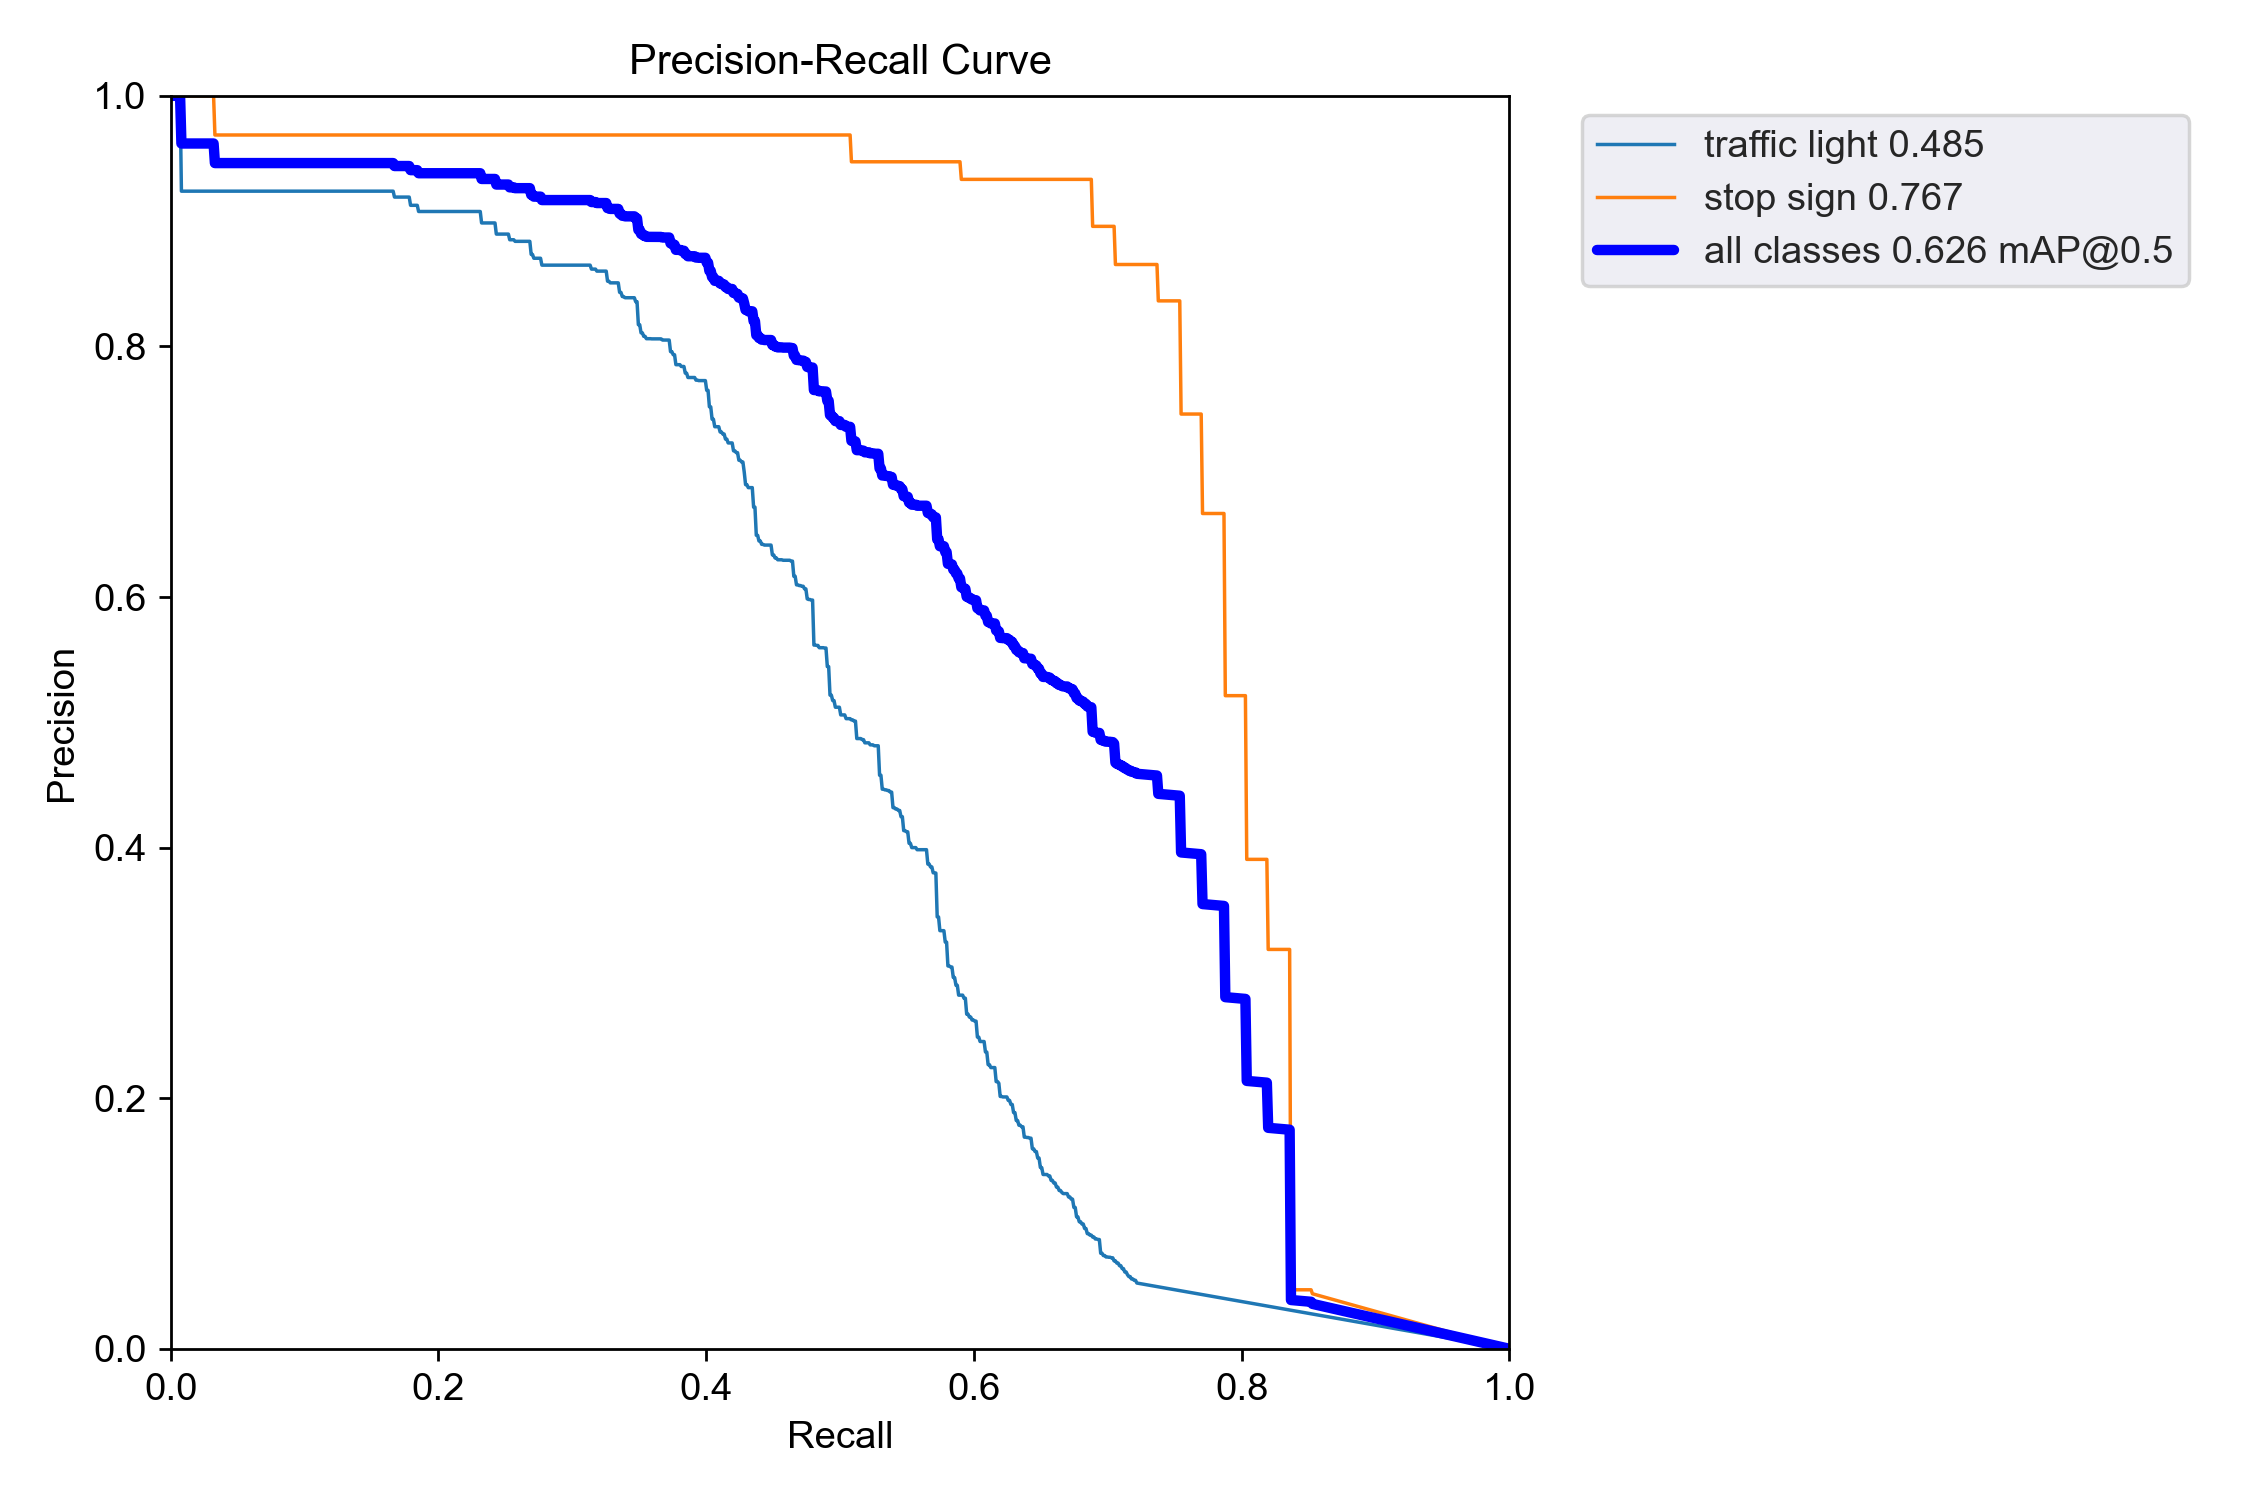 Precision-Recall Curve
traffic light 0.485
stop sign 0.767
all classes 0.626 mAP@0.5
Precision
1.0
0.8
0.6
0.4
0.2
0.0
0.0 0.2 0.4 0.6 0.8 1.0
Recall